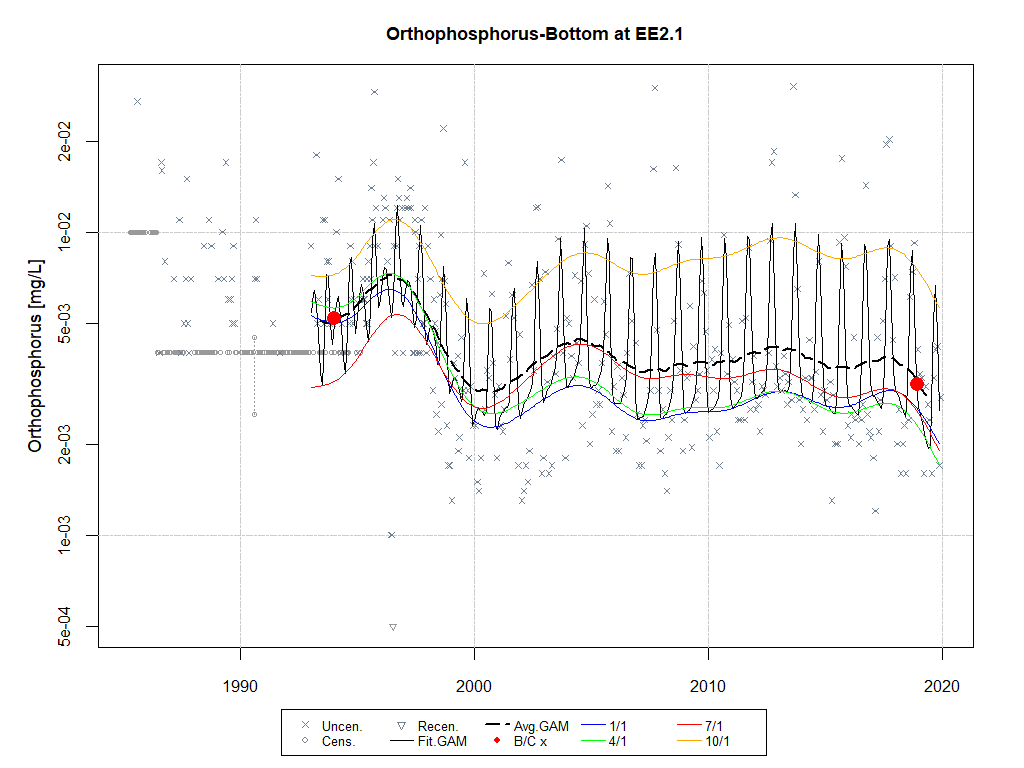 Orthophosphorus-Bottom at EE2.1
Orthophosphorus [mg/L]
2e-02
1e-02
5e-03
2e-03
1e-03
5e-04
1990 2000 2010 2020
Uncen. Recen. Avg.GAM 1/1 7/1
Cens. Fit.GAM B/C x 4/1 10/1